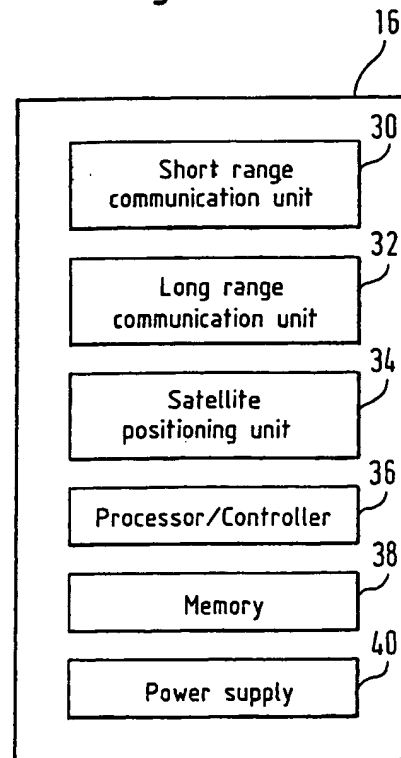 16
30
Short range
communication unit
32
Long range
communication unit
34
Satellite
positioning unit
36
Processor/Controller
38
Memory
40
Power supply